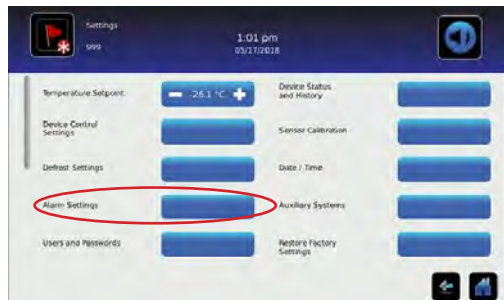 Settings
999
1:01 pm
05/17/2018
Temperature Setpoint
-26.1 °C
Device Status
and History
Device Control
Settings
Sensor Calibration
Defrost Settings
Date / Time
Alarm Settings
Auxiliary Systems
Users and Passwords
Restore Factory
Settings